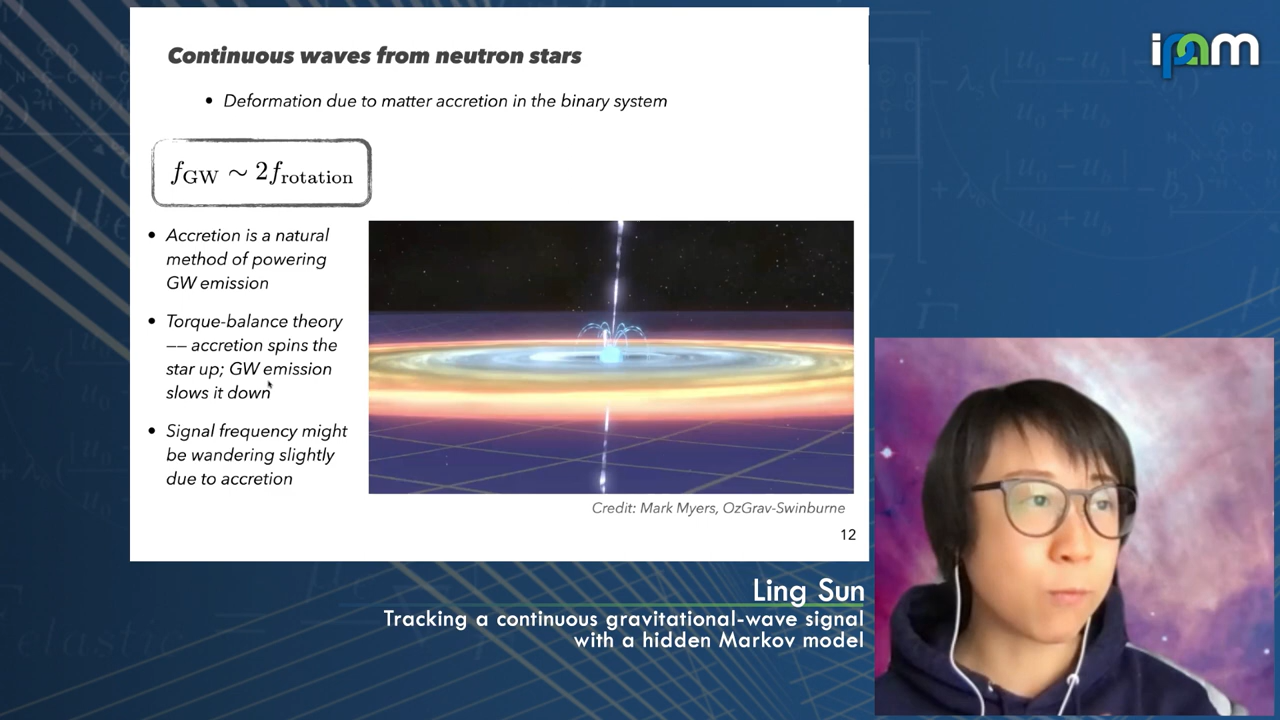 Continuous waves from neutron stars
• Deformation due to matter accretion in the binary system
f_GW ∼ 2f_rotation
• Accretion is a natural
method of powering
GW emission
• Torque-balance theory
–– accretion spins the
star up; GW emission
slows it down
• Signal frequency might
be wandering slightly
due to accretion
Credit: Mark Myers, OzGrav-Swinburne
12
ipam
Ling Sun
Tracking a continuous gravitational-wave signal
with a hidden Markov model